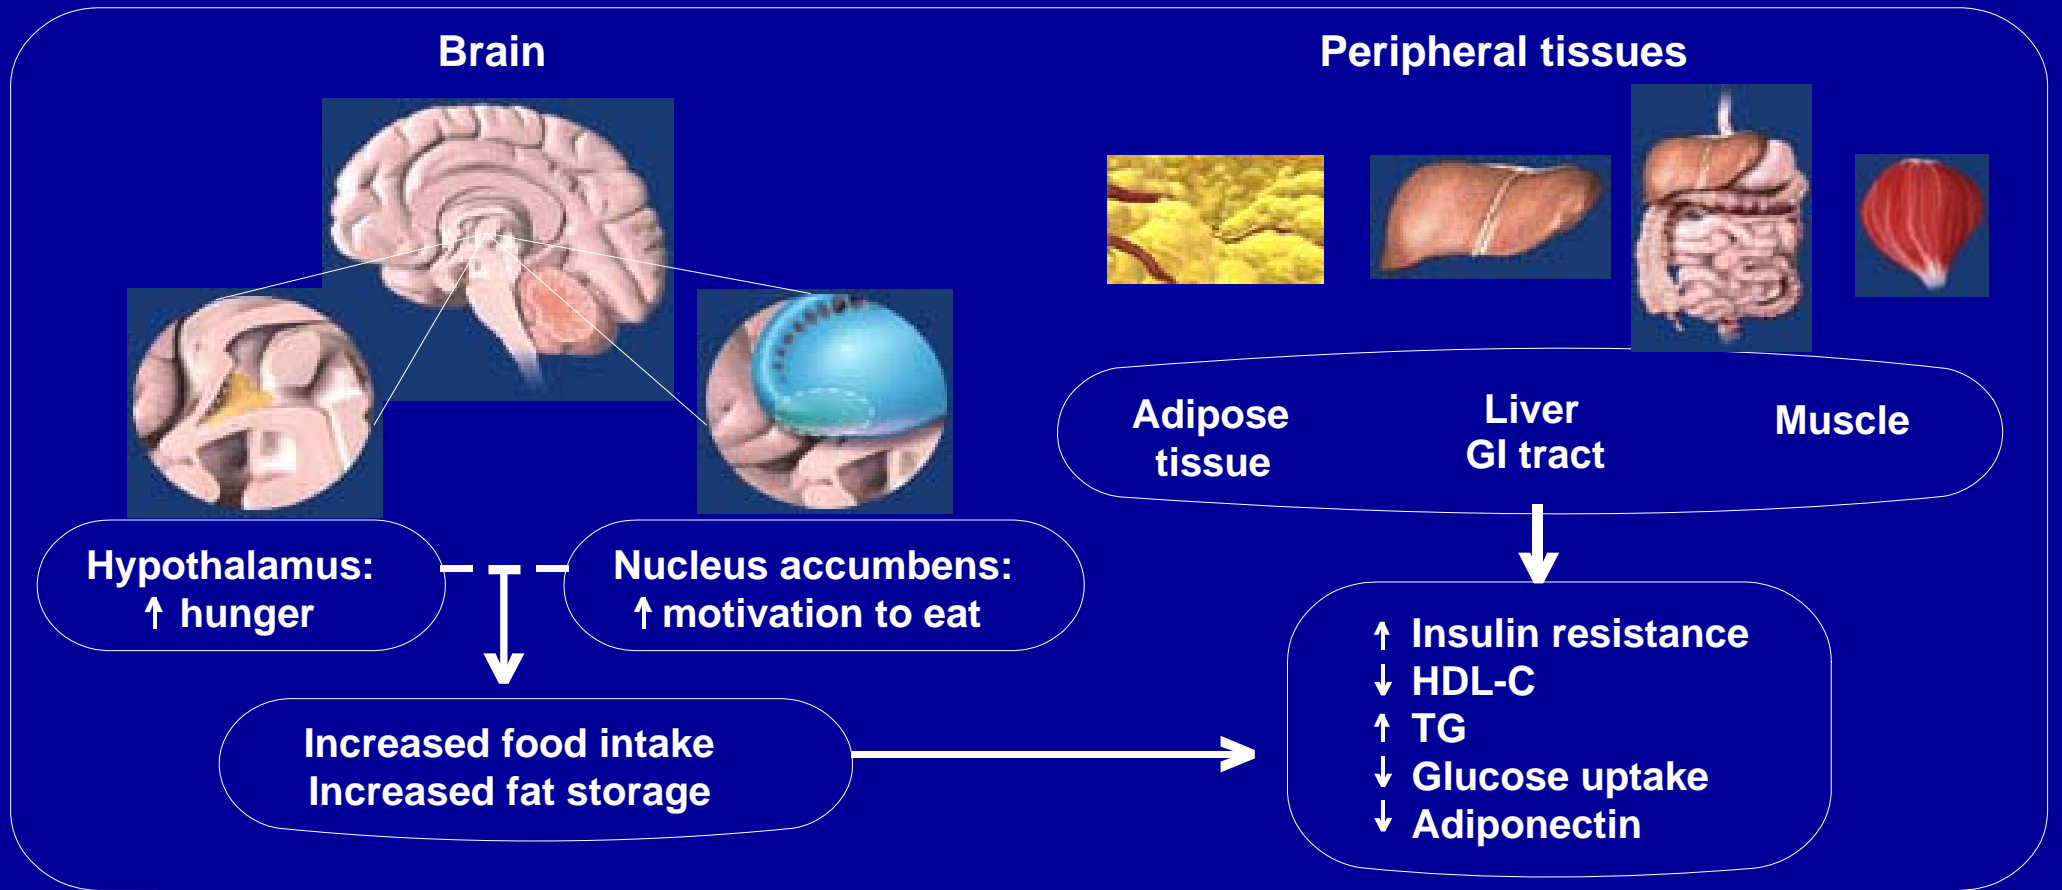 Brain
Peripheral tissues
Adipose
tissue
Liver
GI tract
Muscle
Hypothalamus:
↑ hunger
Nucleus accumbens:
↑ motivation to eat
Increased food intake
Increased fat storage
↑ Insulin resistance
↓ HDL-C
↑ TG
↓ Glucose uptake
↓ Adiponectin